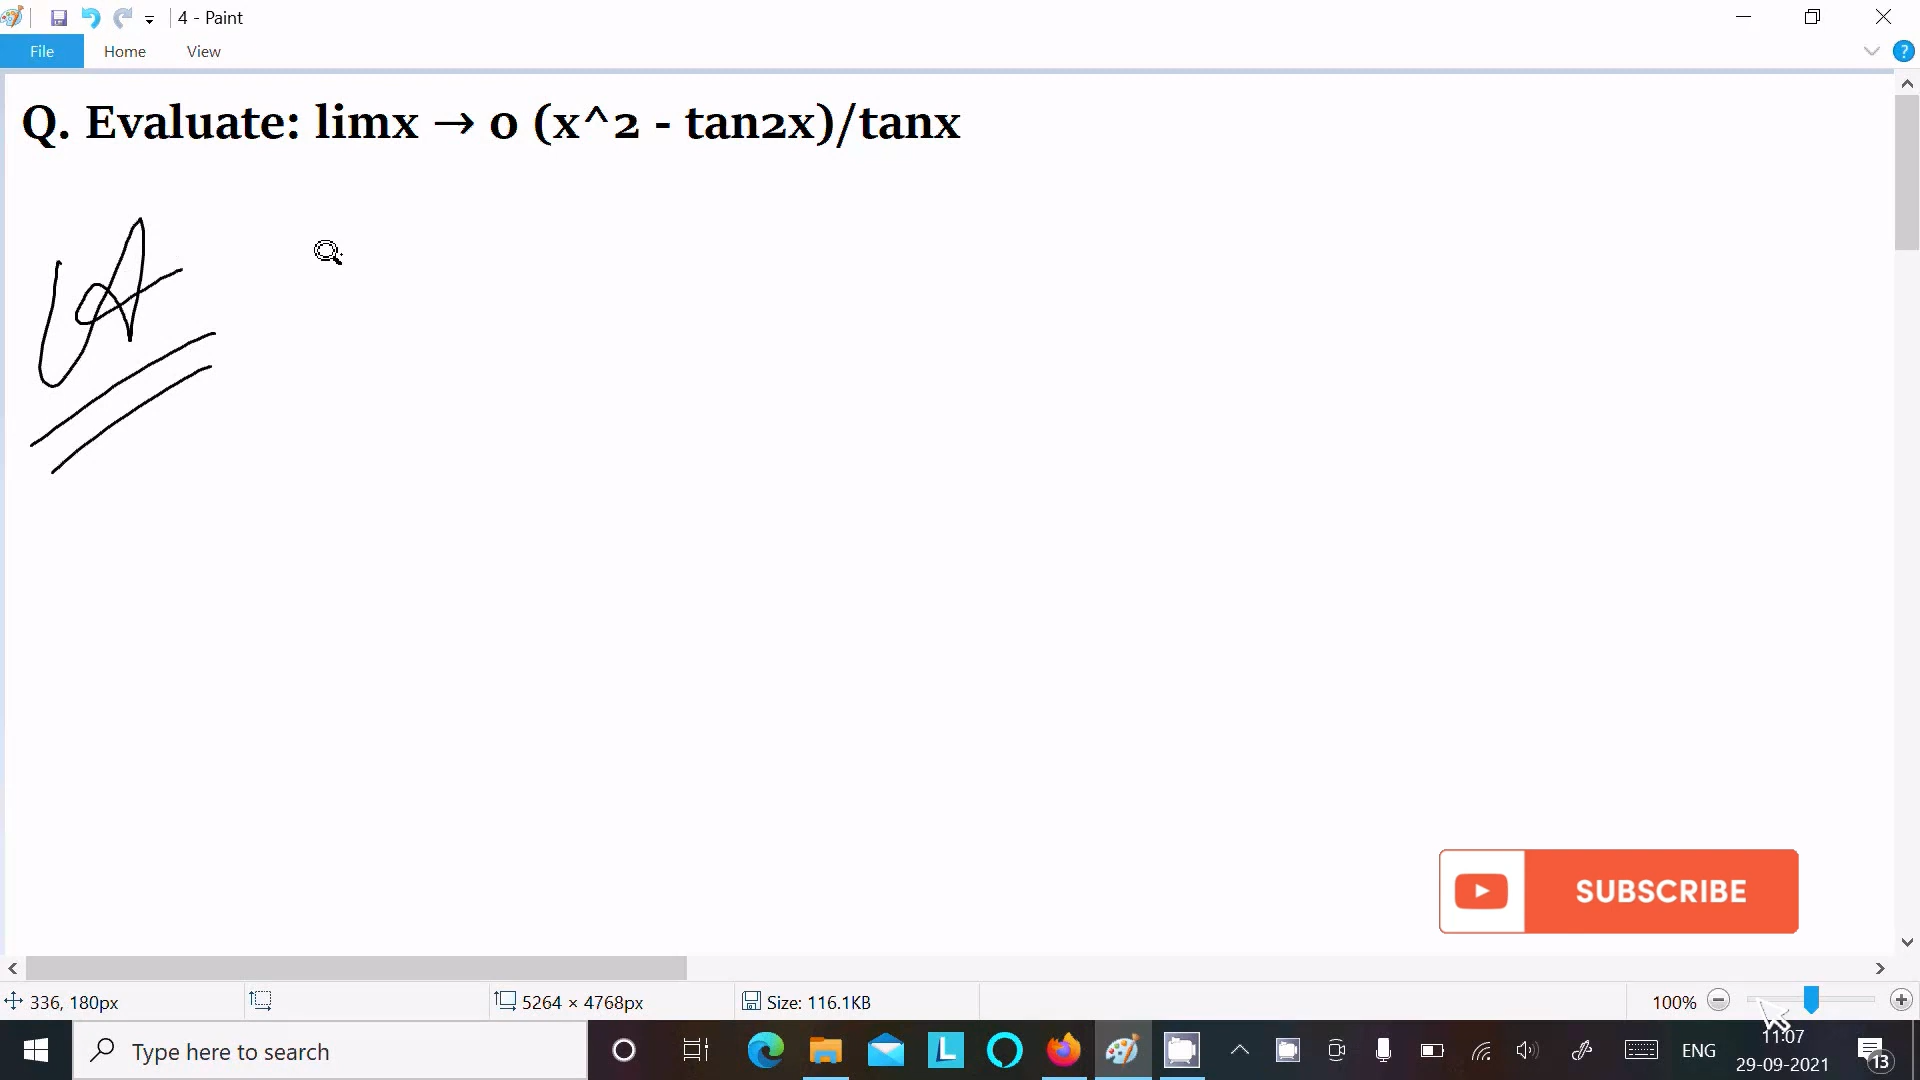 4 - Paint
File Home View
Q. Evaluate: limx → 0 (x^2 - tan2x)/tanx
A
SUBSCRIBE
336, 180px 5264 × 4768px Size: 116.1KB 100%
Type here to search L ENG 11:07
29-09-2021 13